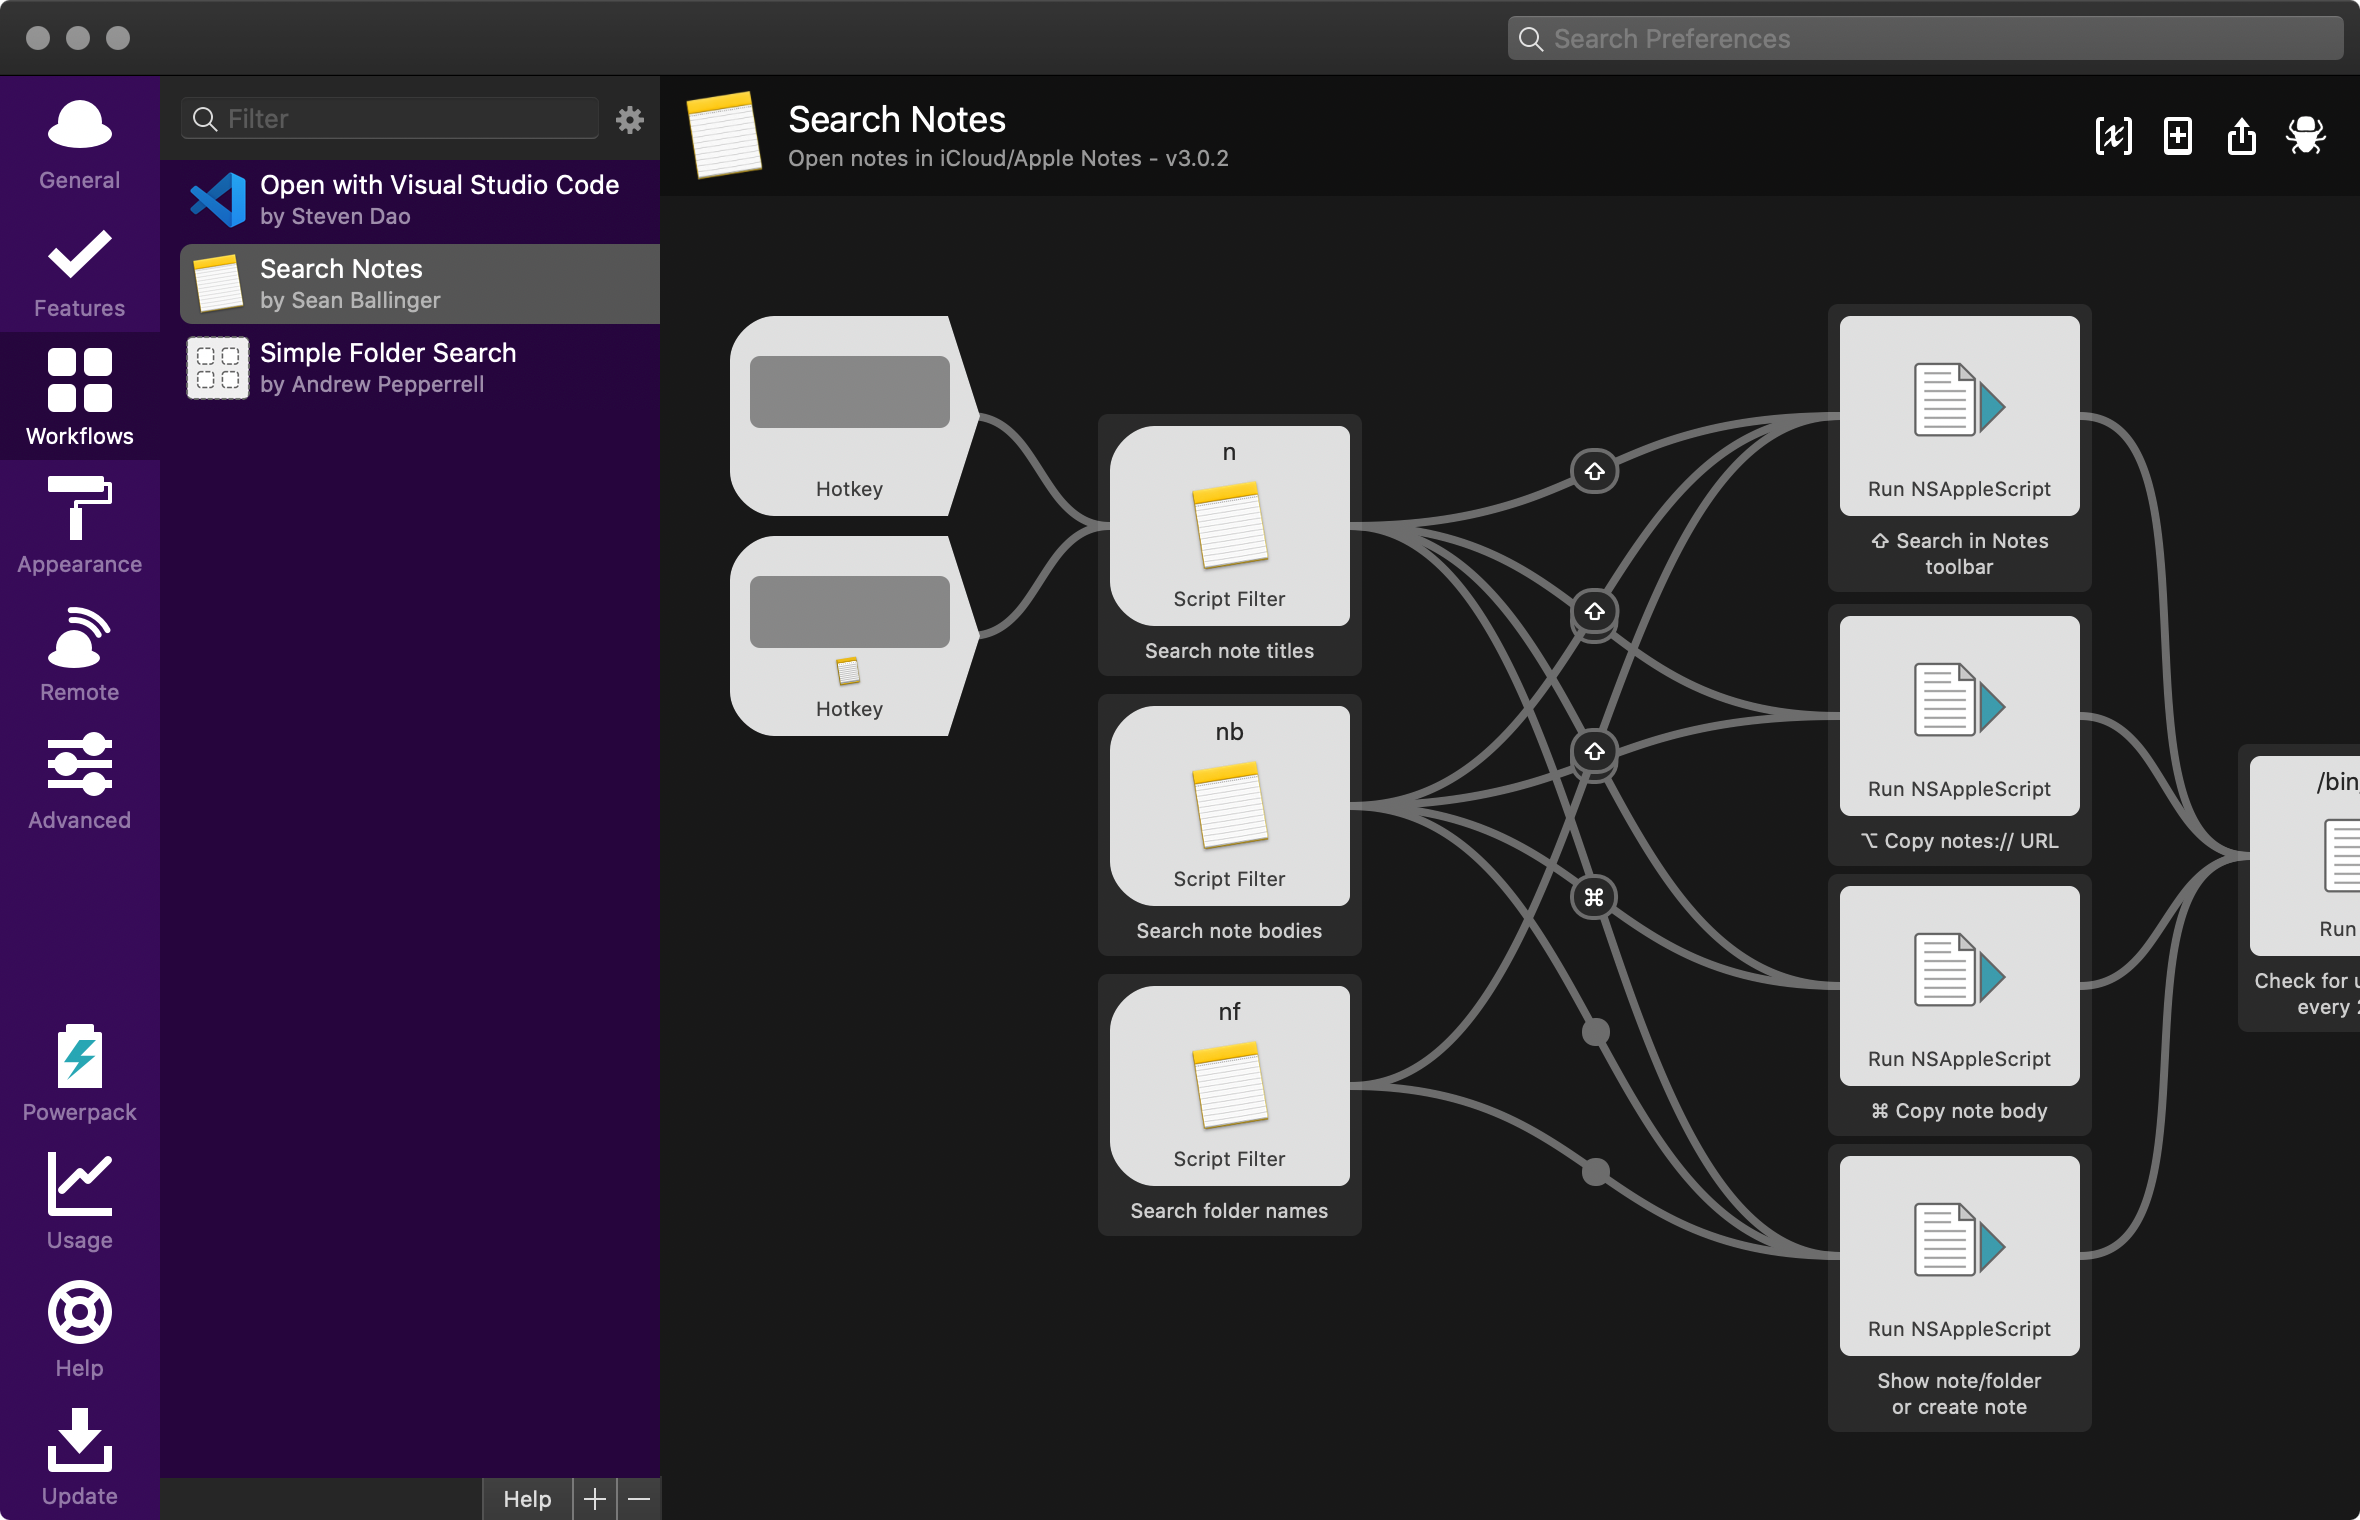 Search Preferences
General
Features
Workflows
Appearance
Remote
Advanced
Powerpack
Usage
Help
Update
Filter
Open with Visual Studio Code
by Steven Dao
Search Notes
by Sean Ballinger
Simple Folder Search
by Andrew Pepperrell
Help
Search Notes
Open notes in iCloud/Apple Notes - v3.0.2
Hotkey
Hotkey
n
Script Filter
Search note titles
nb
Script Filter
Search note bodies
nf
Script Filter
Search folder names
⌘
Run NSAppleScript
⇧ Search in Notes
toolbar
Run NSAppleScript
⌥ Copy notes:// URL
Run NSAppleScript
⌘ Copy note body
Run NSAppleScript
Show note/folder
or create note
/bin
Run
Check for
every